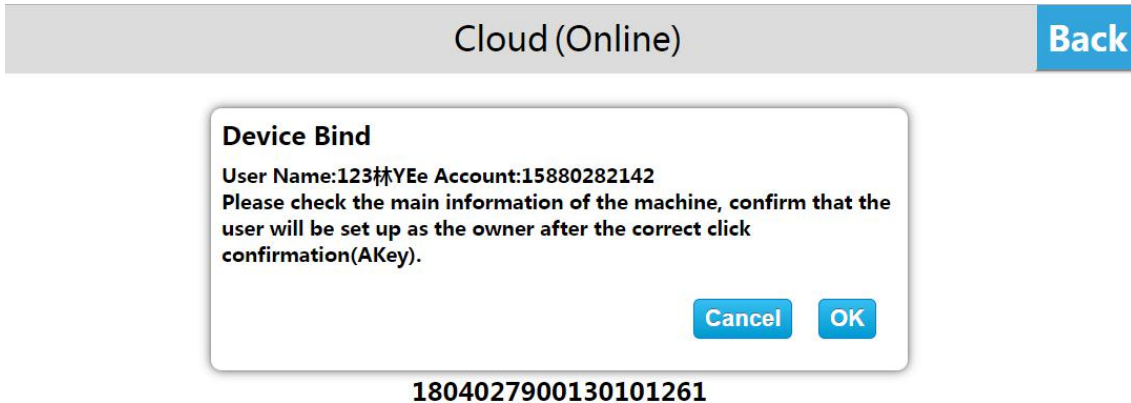 Cloud (Online)
Back
Device Bind
User Name:123林YEe Account:15880282142
Please check the main information of the machine, confirm that the
user will be set up as the owner after the correct click
confirmation(AKey).
Cancel OK
1804027900130101261